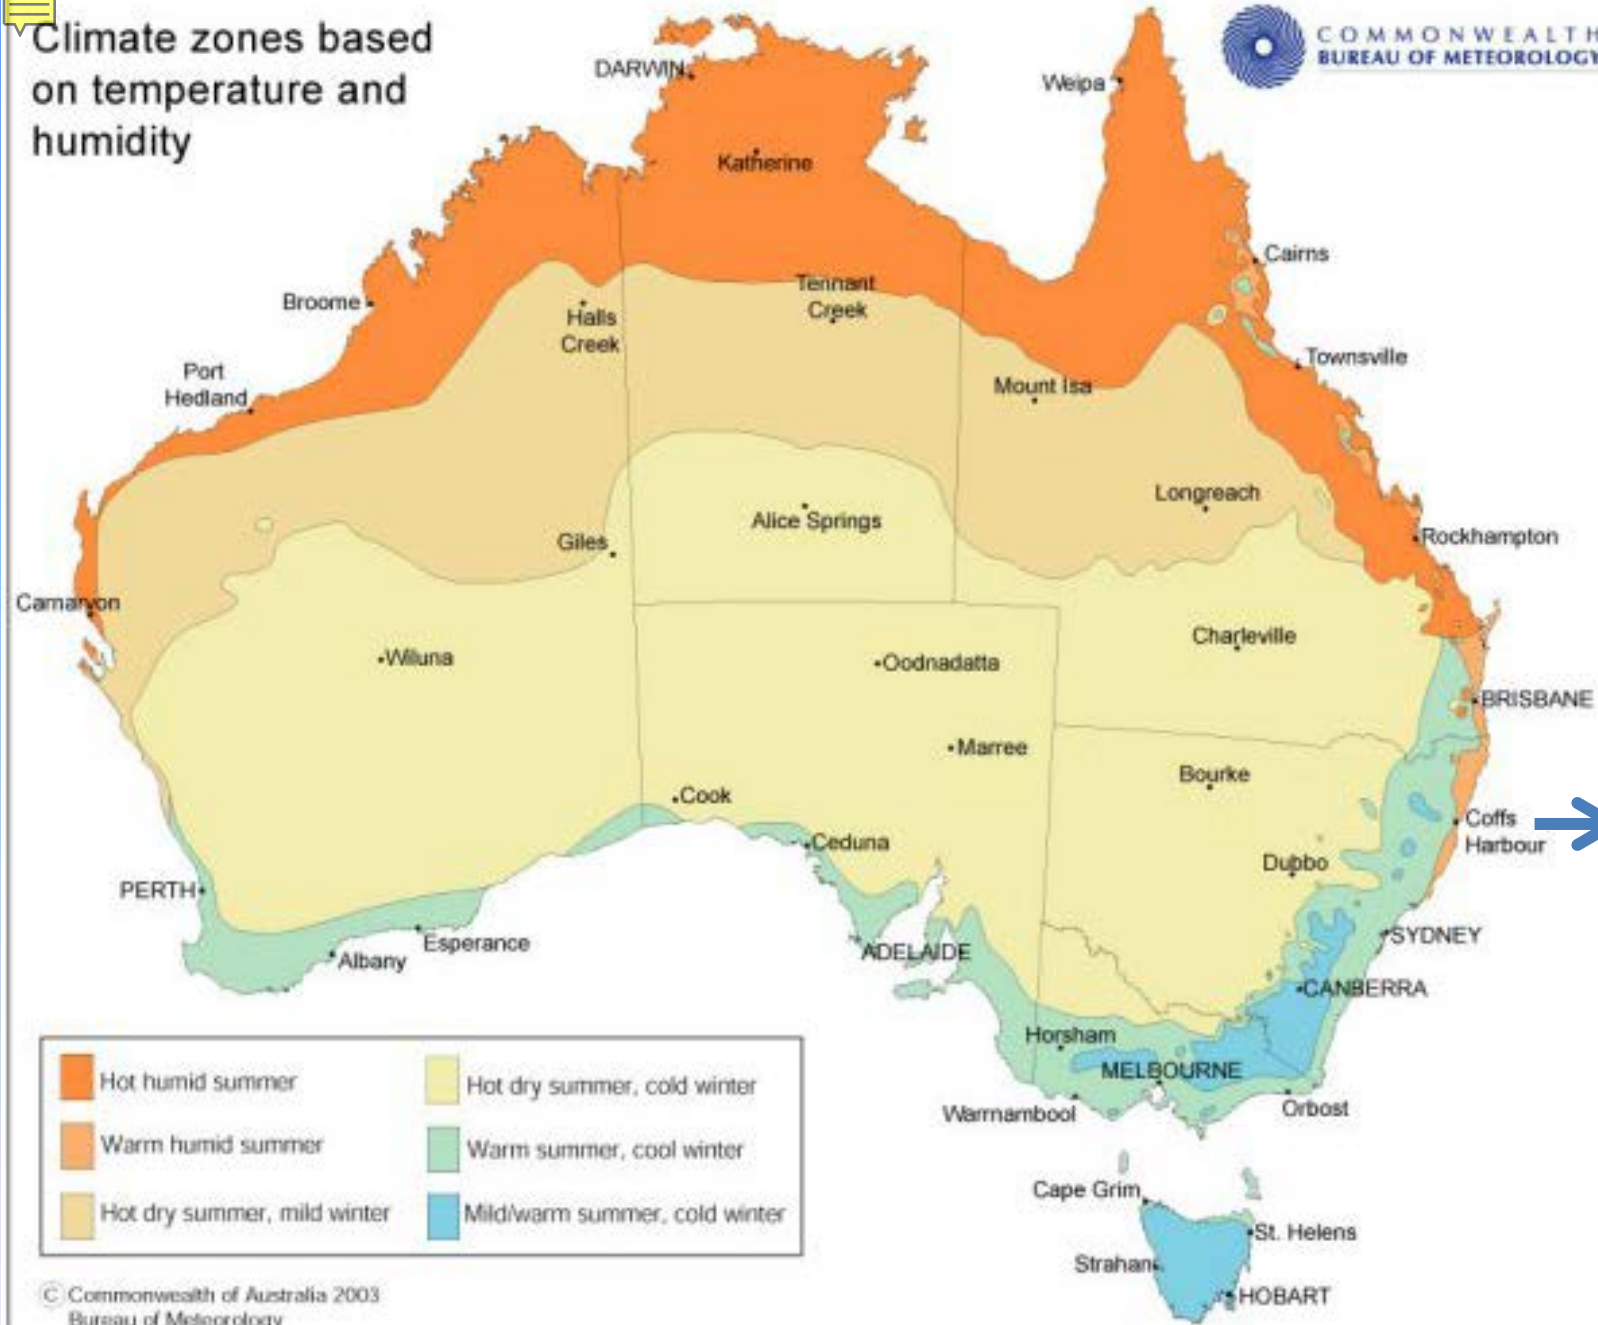 Climate zones based
on temperature and
humidity
COMMONWEALTH
BUREAU OF METEOROLOGY
DARWIN
Weipa
Katherine
Cairns
Broome
Tennant
Creek
Halls
Creek
Townsville
Port
Hedland
Mount Isa
Longreach
Alice Springs
Giles
Rockhampton
Carnarvon
Charleville
Wiluna
Oodnadatta
BRISBANE
Marree
Bourke
Cook
Coffs
Harbour
Ceduna
Dubbo
PERTH
SYDNEY
Esperance
ADELAIDE
Albany
CANBERRA
Horsham
MELBOURNE
Warrnambool
Orbost
Hot humid summer
Hot dry summer, cold winter
Warm humid summer
Warm summer, cool winter
Hot dry summer, mild winter
Mild/warm summer, cold winter
Cape Grim
St. Helens
Strahan
HOBART
© Commonwealth of Australia 2003
Bureau of Meteorology